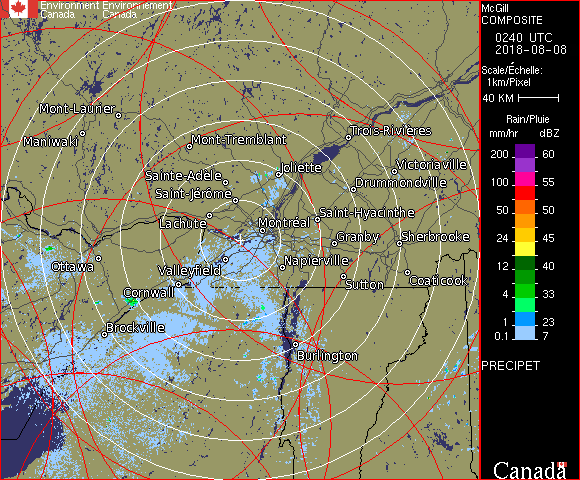 Environment Environnement
Canada Canada
McGill
COMPOSITE
0240 UTC
2018-08-08
Scale/Échelle:
1km/Pixel
40 KM
Rain/Pluie
mm/hr dBZ
200 60
100 55
50 50
24 45
12 40
4 33
1 23
0.1 7
PRECIPET
Canada
Mont-Laurier
Maniwaki
Mont-Tremblant
Trois-Rivières
Joliette
Victoriaville
Sainte-Adèle
Drummondville
Saint-Jérôme
Lachute
Saint-Hyacinthe
Montréal
Granby
Sherbrooke
Ottawa
Valleyfield
Napierville
Cornwall
Sutton
Coaticook
Brockville
Burlington